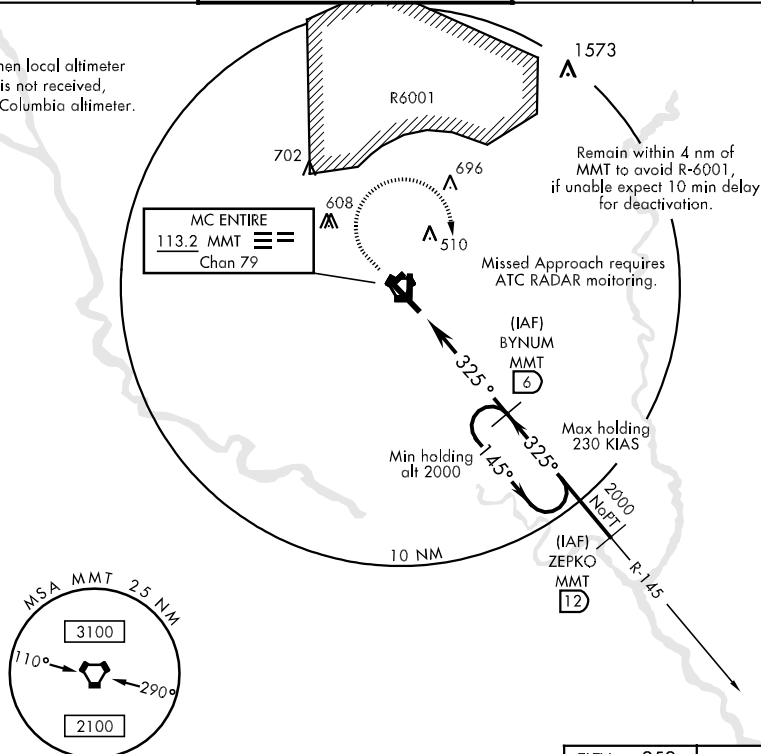 hen local altimeter
is not received,
Columbia altimeter.
1573
R6001
Remain within 4 nm of
MMT to avoid R-6001,
if unable expect 10 min delay
for deactivation.
702
696
608
510
MC ENTIRE
113.2 MMT
Chan 79
Missed Approach requires
ATC RADAR moitoring.
(IAF)
BYNUM
MMT
6
325°
Max holding
230 KIAS
Min holding
alt 2000
145°
325°
2000
NoPT
(IAF)
ZEPKO
MMT
12
R-145
10 NM
MSA MMT 25 NM
3100
110°
290°
2100